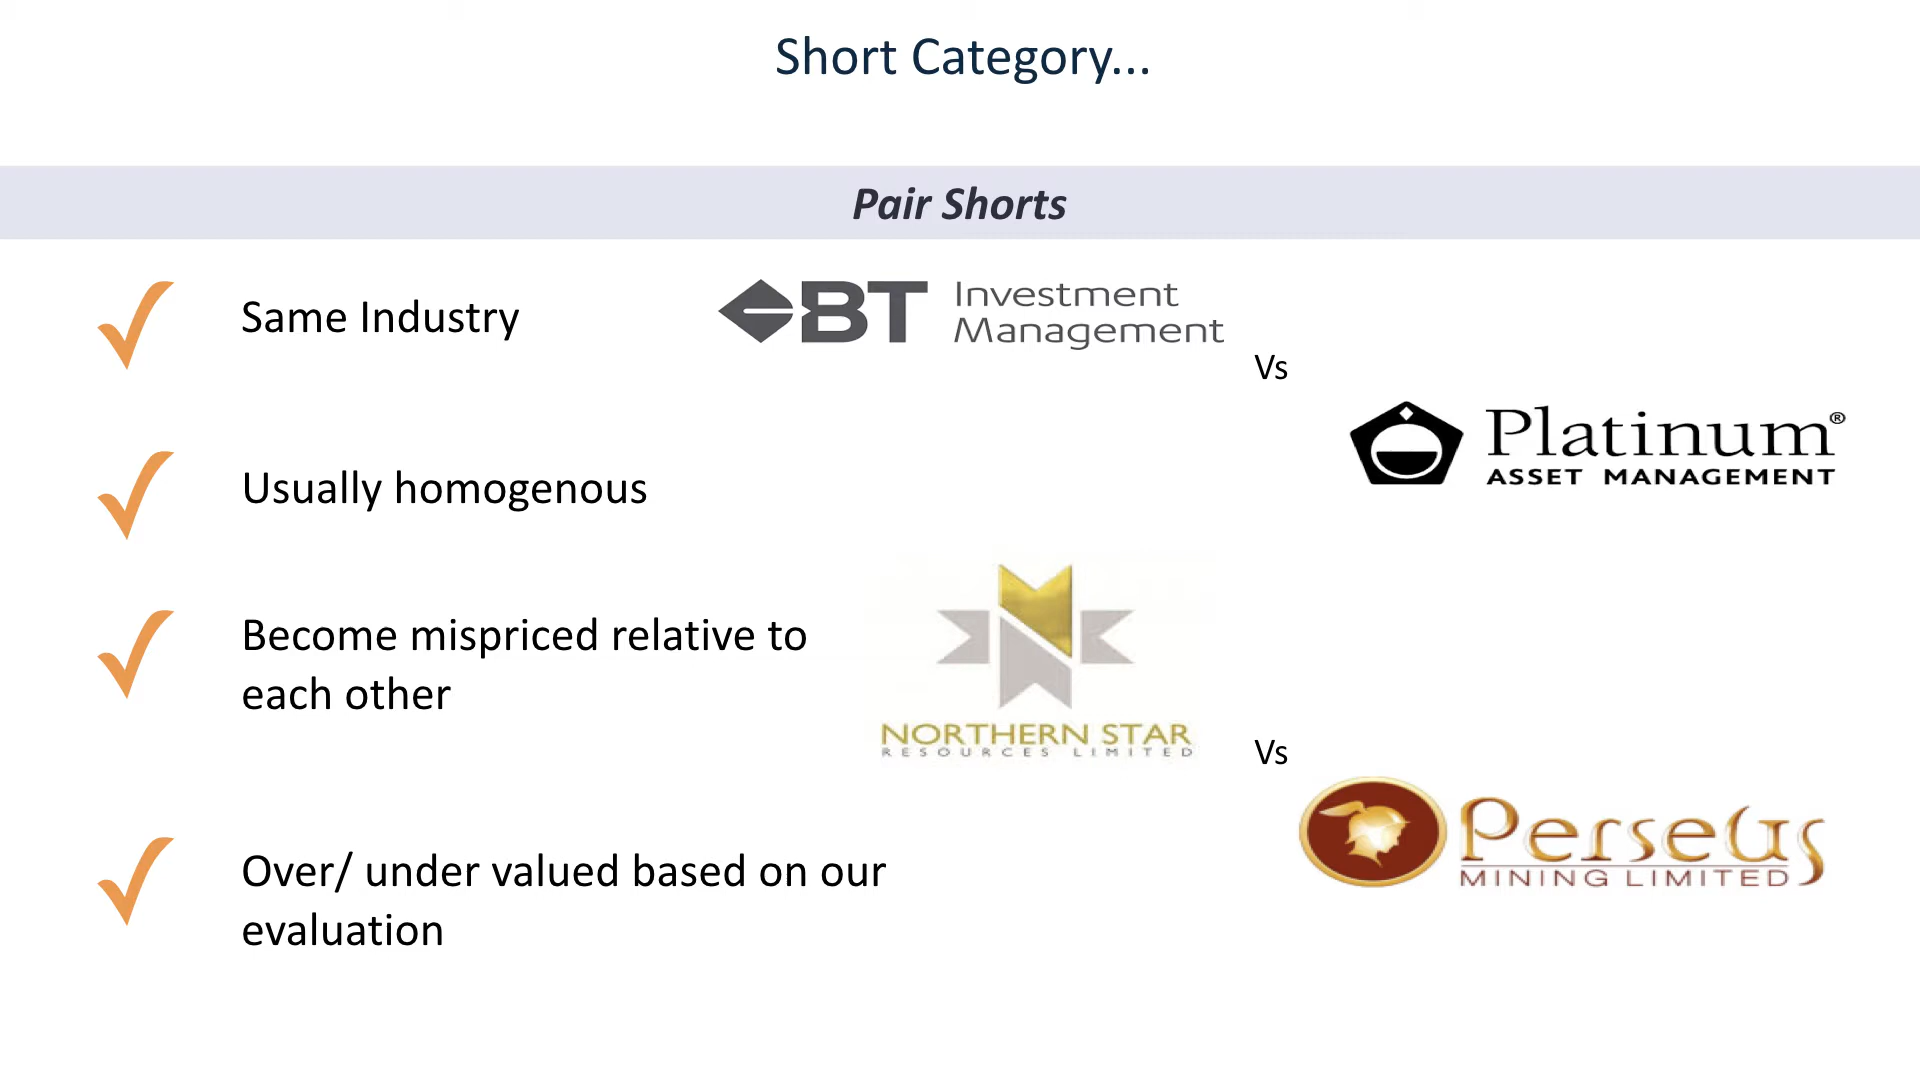 Short Category...
Pair Shorts
Same Industry
BT Investment
Management
Vs
Platinum®
ASSET MANAGEMENT
Usually homogenous
Become mispriced relative to
each other
NORTHERN STAR
RESOURCES LIMITED
Vs
Perseus
MINING LIMITED
Over/ under valued based on our
evaluation